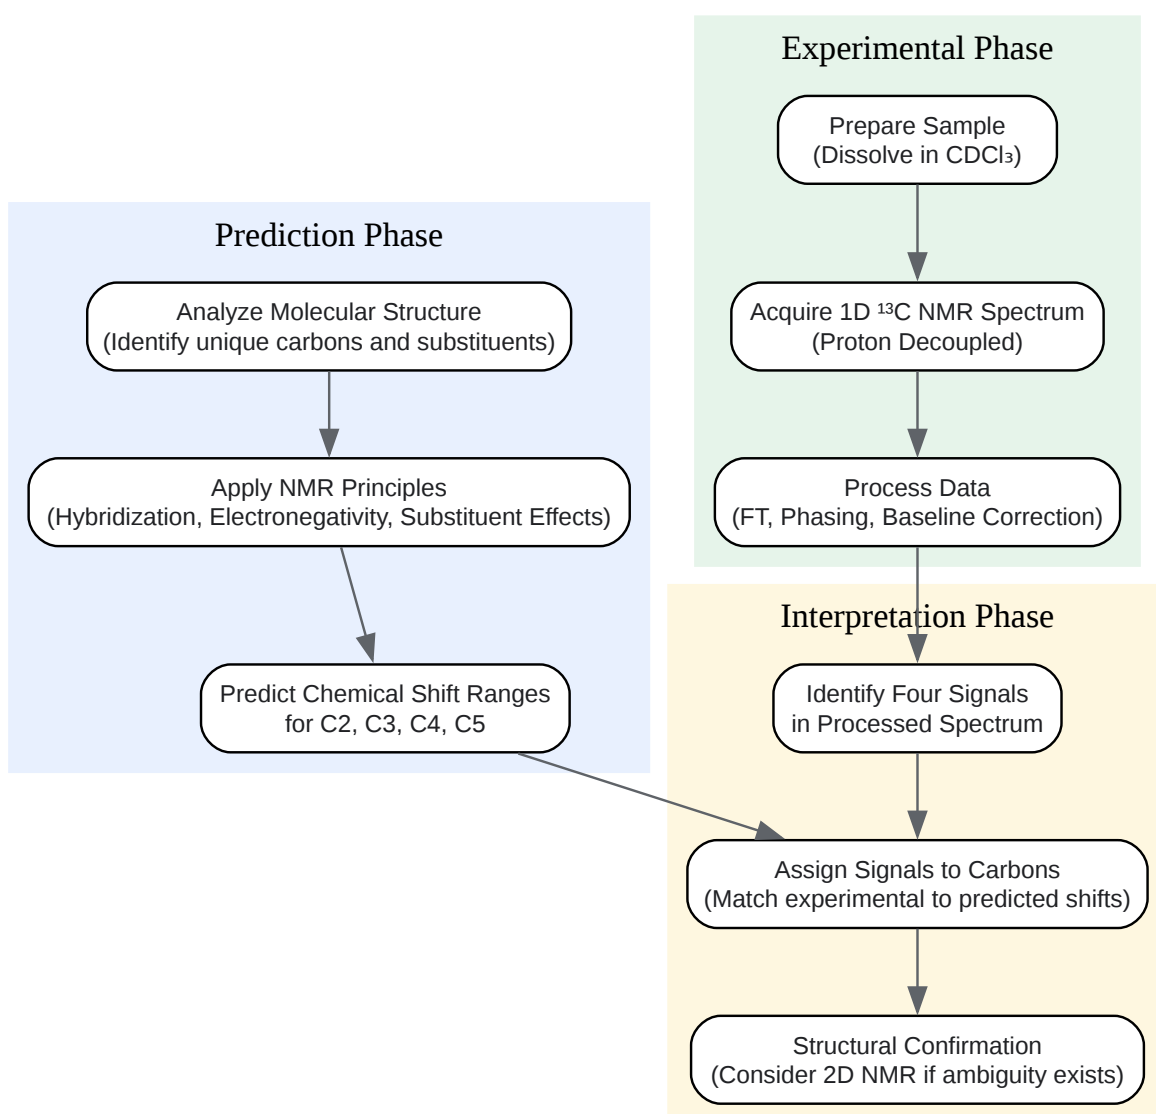 Experimental Phase
Prepare Sample
(Dissolve in CDCl₃)
Acquire 1D ¹³C NMR Spectrum
(Proton Decoupled)
Process Data
(FT, Phasing, Baseline Correction)
Prediction Phase
Analyze Molecular Structure
(Identify unique carbons and substituents)
Apply NMR Principles
(Hybridization, Electronegativity, Substituent Effects)
Predict Chemical Shift Ranges
for C2, C3, C4, C5
Interpretation Phase
Identify Four Signals
in Processed Spectrum
Assign Signals to Carbons
(Match experimental to predicted shifts)
Structural Confirmation
(Consider 2D NMR if ambiguity exists)